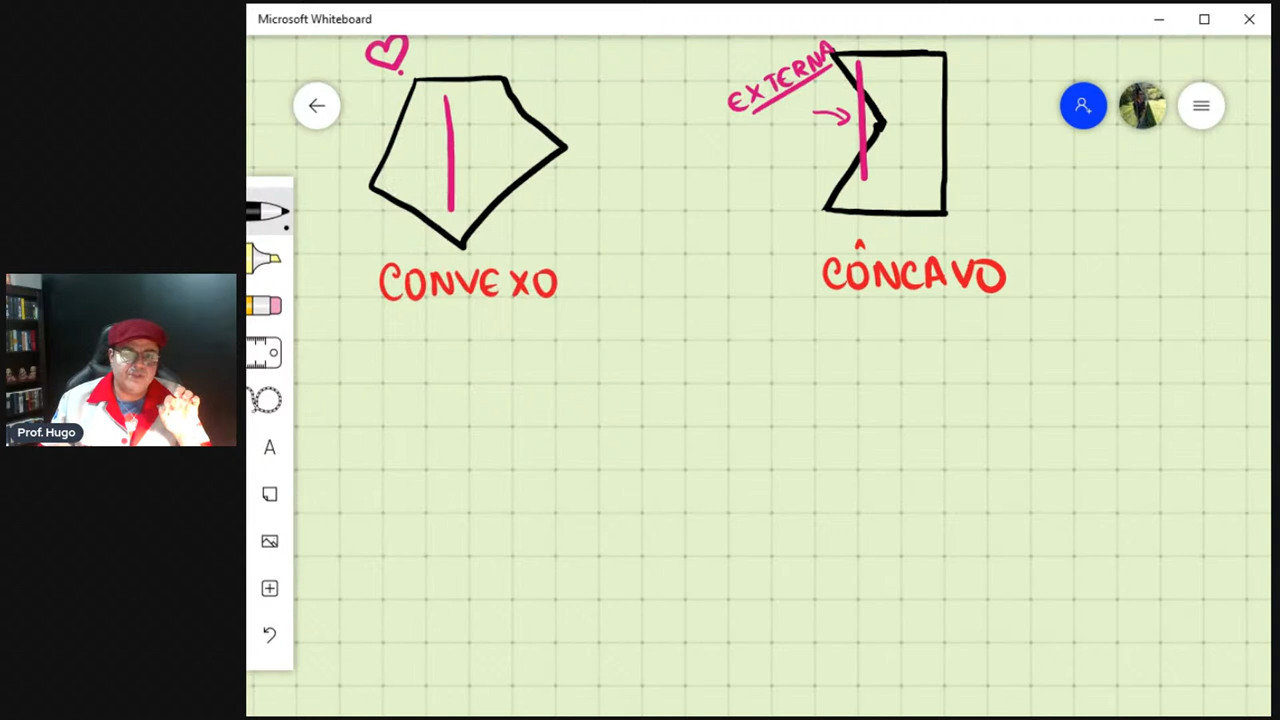 Microsoft Whiteboard
EXTERNA
CONVEXO
CÔNCAVO
A
Prof. Hugo